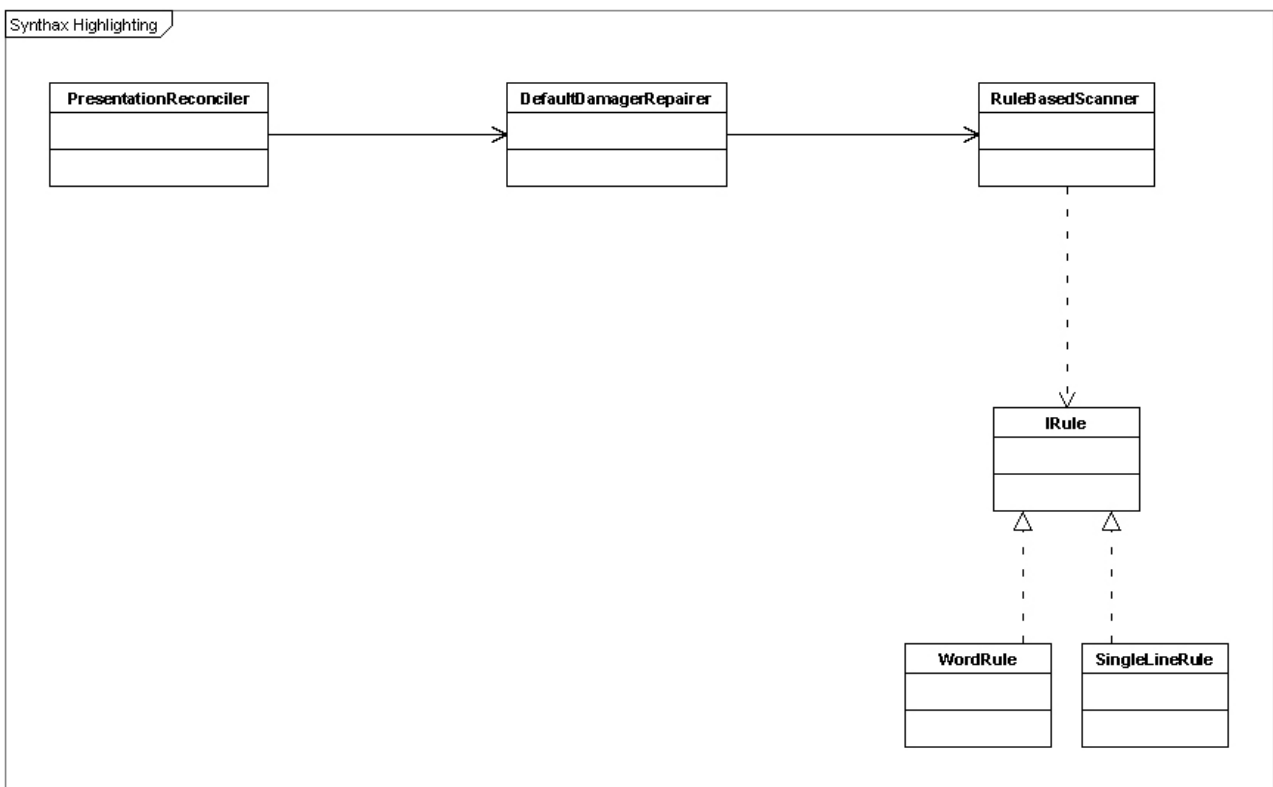 Synthax Highlighting
PresentationReconciler
DefaultDamagerRepairer
RuleBasedScanner
IRule
WordRule
SingleLineRule